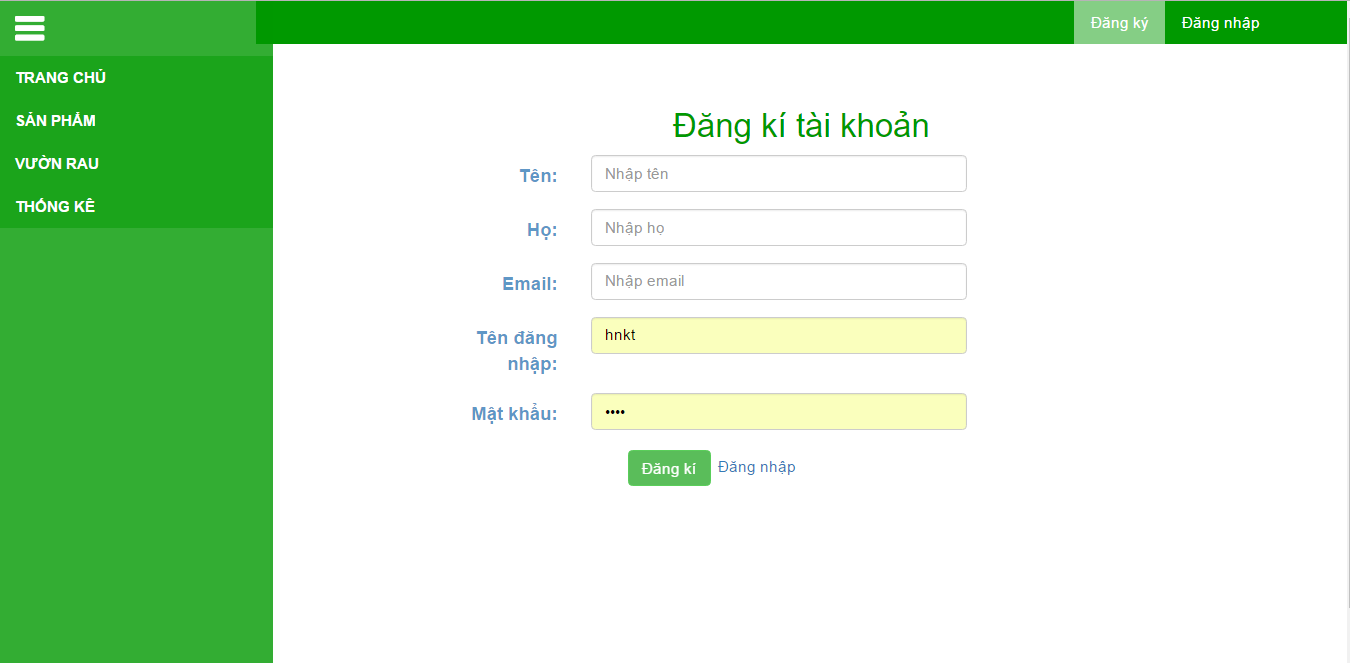 Đăng ký
Đăng nhập
TRANG CHỦ
SẢN PHẨM
VƯỜN RAU
THỐNG KÊ
Đăng kí tài khoản
Tên:
Nhập tên
Họ:
Nhập họ
Email:
Nhập email
Tên đăng
nhập:
hnkt
Mật khẩu:
••••
Đăng kí
Đăng nhập